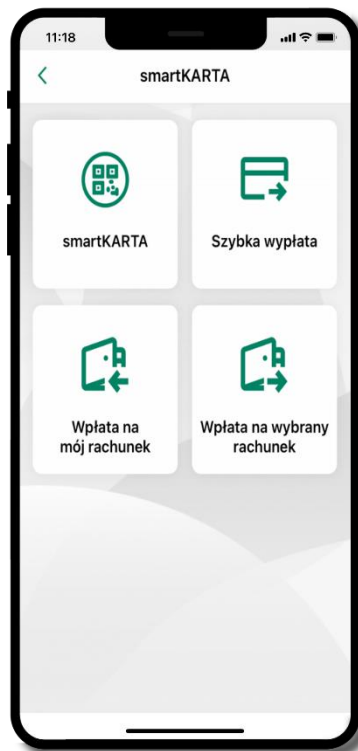 11:18
smartKARTA
smartKARTA
Szybka wypłata
Wpłata na
mój rachunek
Wpłata na wybrany
rachunek